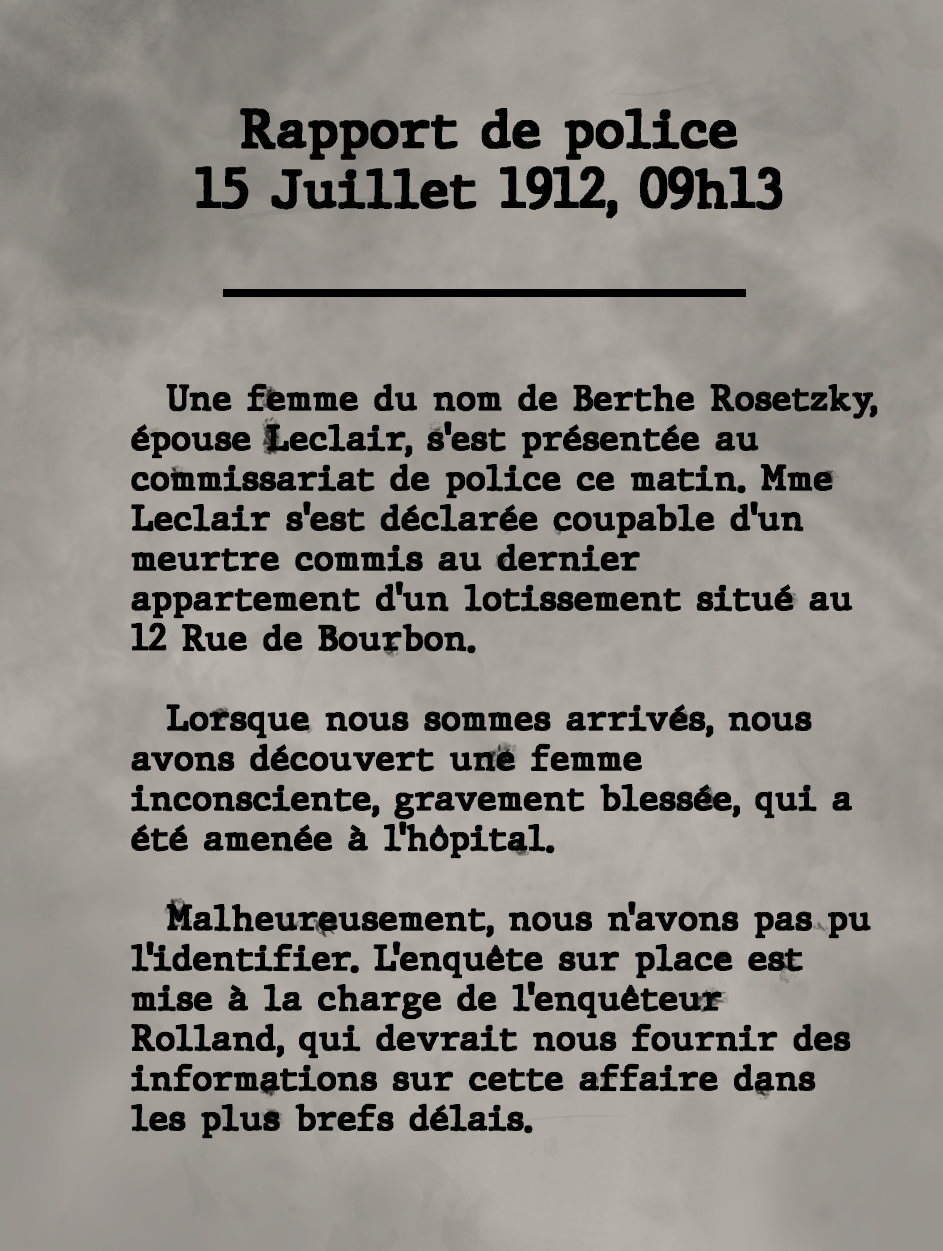 Rapport de police
15 Juillet 1912, 09h13
Une femme du nom de Berthe Rosetzky,
épouse Leclair, s'est présentée au
commissariat de police ce matin. Mme
Leclair s'est déclarée coupable d'un
meurtre commis au dernier
appartement d'un lotissement situé au
12 Rue de Bourbon.
Lorsque nous sommes arrivés, nous
avons découvert une femme
inconsciente, gravement blessée, qui a
été amenée à l'hôpital.
Malheureusement, nous n'avons pas pu
l'identifier. L'enquête sur place est
mise à la charge de l'enquêteur
Rolland, qui devrait nous fournir des
informations sur cette affaire dans
les plus brefs délais.